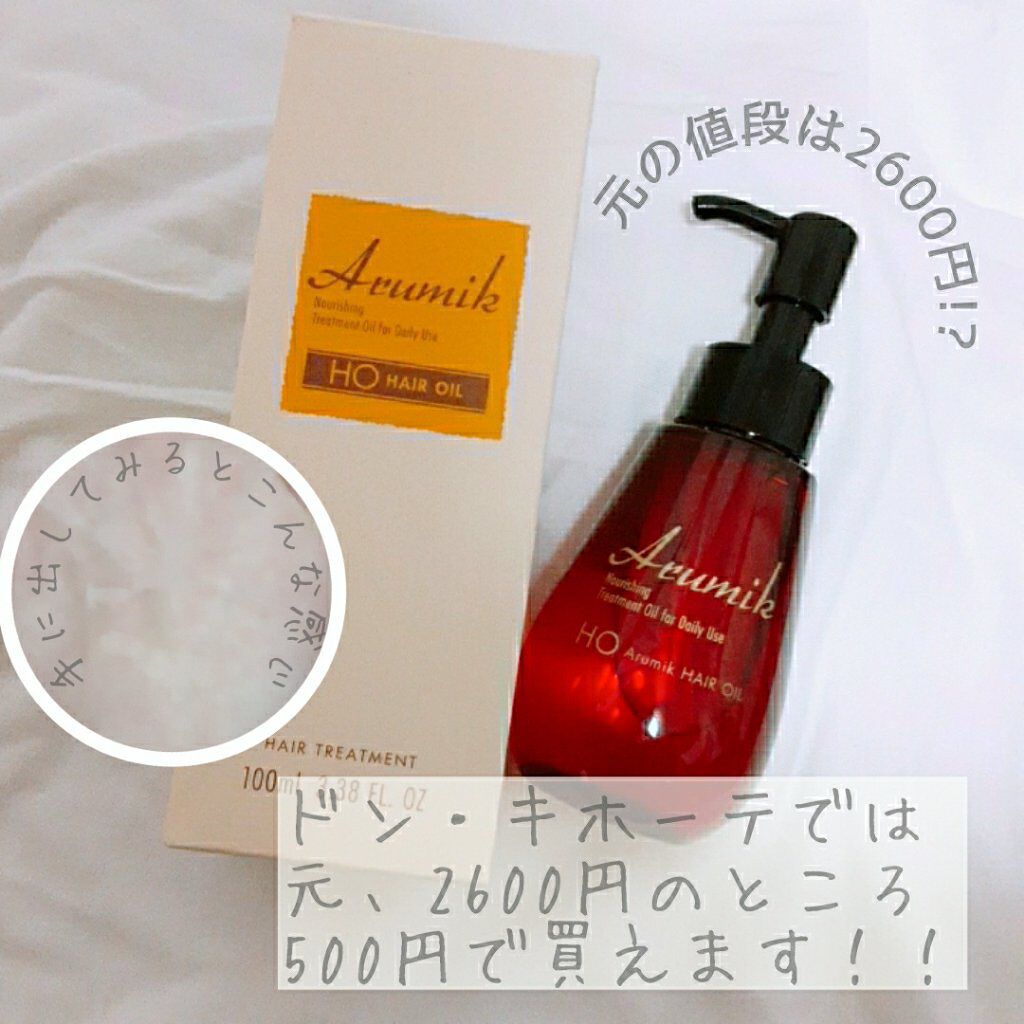 元の値段は2600円!?
Arumik
Nourishing
Treatment Oil for Daily Use
HO HAIR OIL
手に出してみるとこんな感じ
Arumik
Nourishing
Treatment Oil for Daily Use
HO Arumik HAIR OIL
HAIR TREATMENT
100mL 3.38 FL. OZ
ドン・キホーテでは
元、2600円のところ
500円で買えます！！